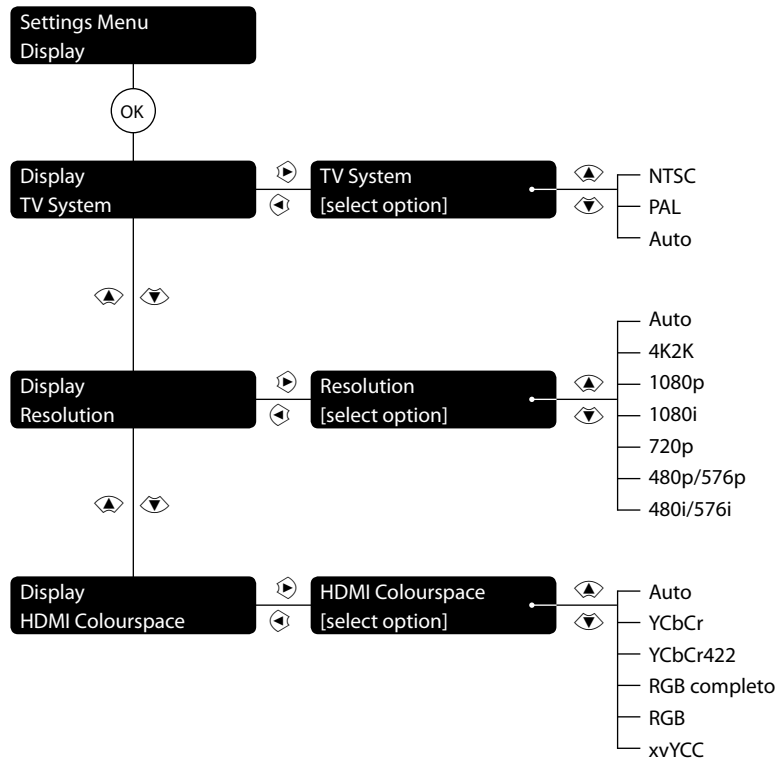 Settings Menu
Display
OK
Display
TV System
TV System
[select option]
NTSC
PAL
Auto
Display
Resolution
Resolution
[select option]
Auto
4K2K
1080p
1080i
720p
480p/576p
480i/576i
Display
HDMI Colourspace
HDMI Colourspace
[select option]
Auto
YCbCr
YCbCr422
RGB completo
RGB
xvYCC